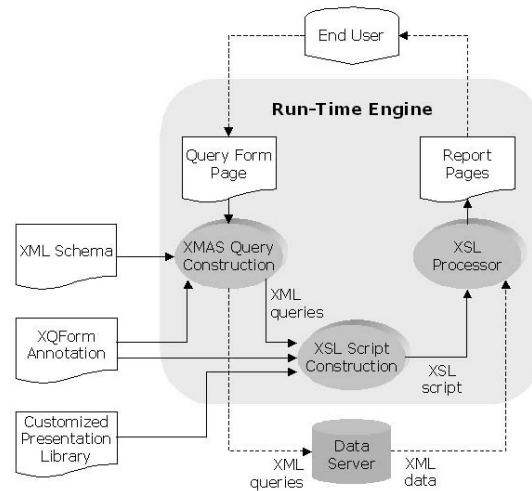 End User
Run-Time Engine
Query Form
Page
Report
Pages
XML Schema
XMAS Query
Construction
XSL
Processor
XML
queries
XQForm
Annotation
XSL Script
Construction
XSL
script
Customized
Presentation
Library
Data
Server
XML
queries
XML
data